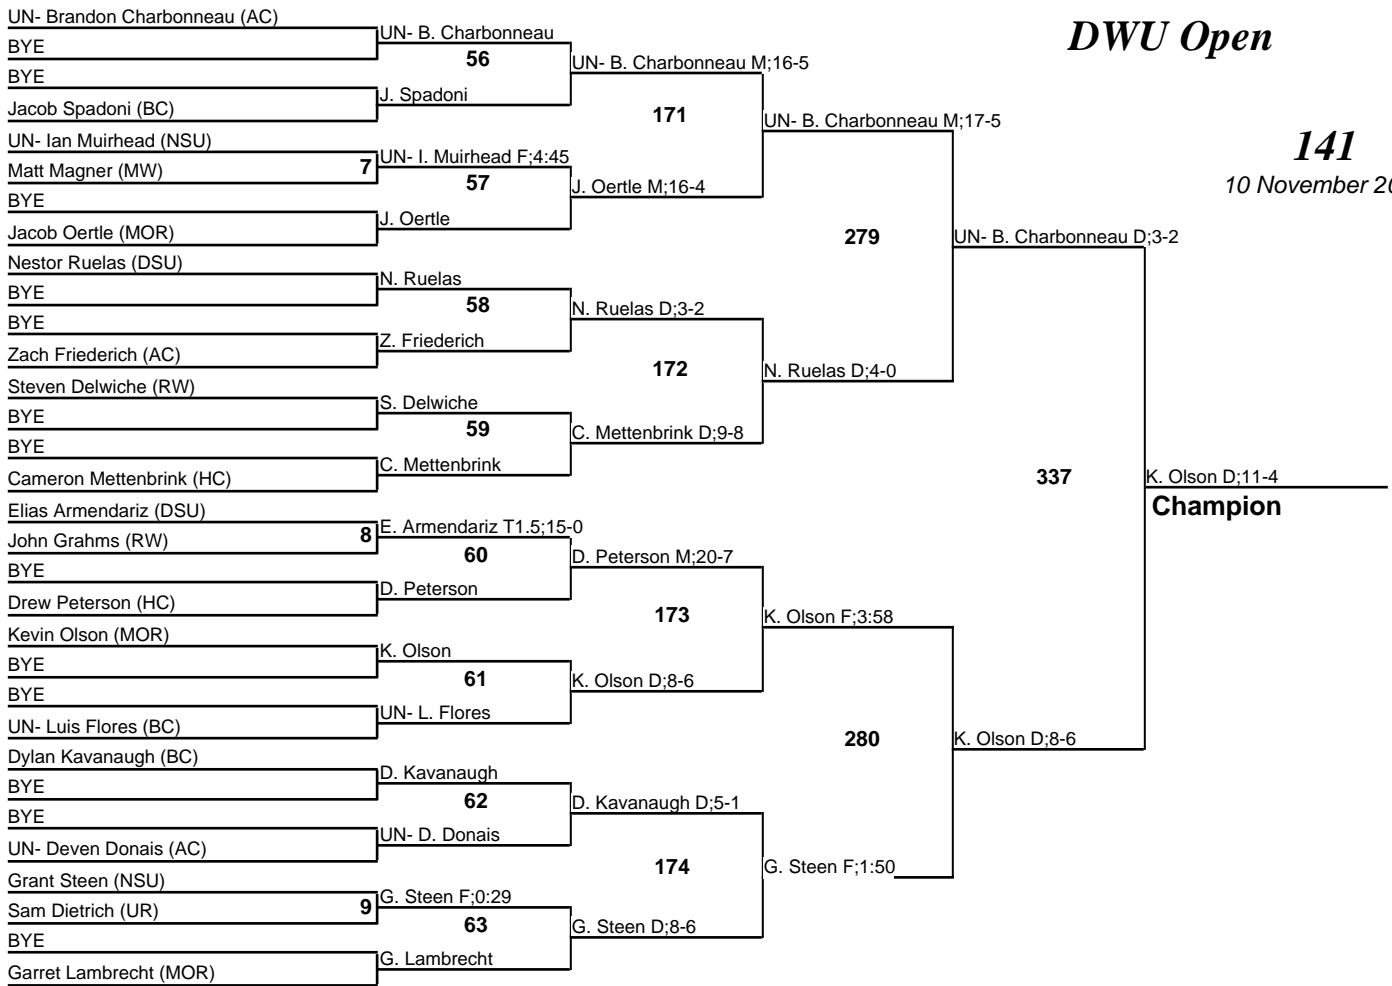 DWU Open
141
10 November 20
UN- Brandon Charbonneau (AC)
BYE
BYE
Jacob Spadoni (BC)
UN- Ian Muirhead (NSU)
Matt Magner (MW)
BYE
Jacob Oertle (MOR)
Nestor Ruelas (DSU)
BYE
BYE
Zach Friederich (AC)
Steven Delwiche (RW)
BYE
BYE
Cameron Mettenbrink (HC)
Elias Armendariz (DSU)
John Grahms (RW)
BYE
Drew Peterson (HC)
Kevin Olson (MOR)
BYE
BYE
UN- Luis Flores (BC)
Dylan Kavanaugh (BC)
BYE
BYE
UN- Deven Donais (AC)
Grant Steen (NSU)
Sam Dietrich (UR)
BYE
Garret Lambrecht (MOR)
7
8
9
UN- B. Charbonneau
56
J. Spadoni
UN- I. Muirhead F;4:45
57
J. Oertle
N. Ruelas
58
Z. Friederich
S. Delwiche
59
C. Mettenbrink
E. Armendariz T1.5;15-0
60
D. Peterson
K. Olson
61
UN- L. Flores
D. Kavanaugh
62
UN- D. Donais
G. Steen F;0:29
63
G. Lambrecht
UN- B. Charbonneau M;16-5
171
J. Oertle M;16-4
N. Ruelas D;3-2
172
C. Mettenbrink D;9-8
D. Peterson M;20-7
173
K. Olson D;8-6
D. Kavanaugh D;5-1
174
G. Steen D;8-6
UN- B. Charbonneau M;17-5
279
N. Ruelas D;4-0
K. Olson F;3:58
280
G. Steen F;1:50
UN- B. Charbonneau D;3-2
337
K. Olson D;8-6
K. Olson D;11-4
Champion